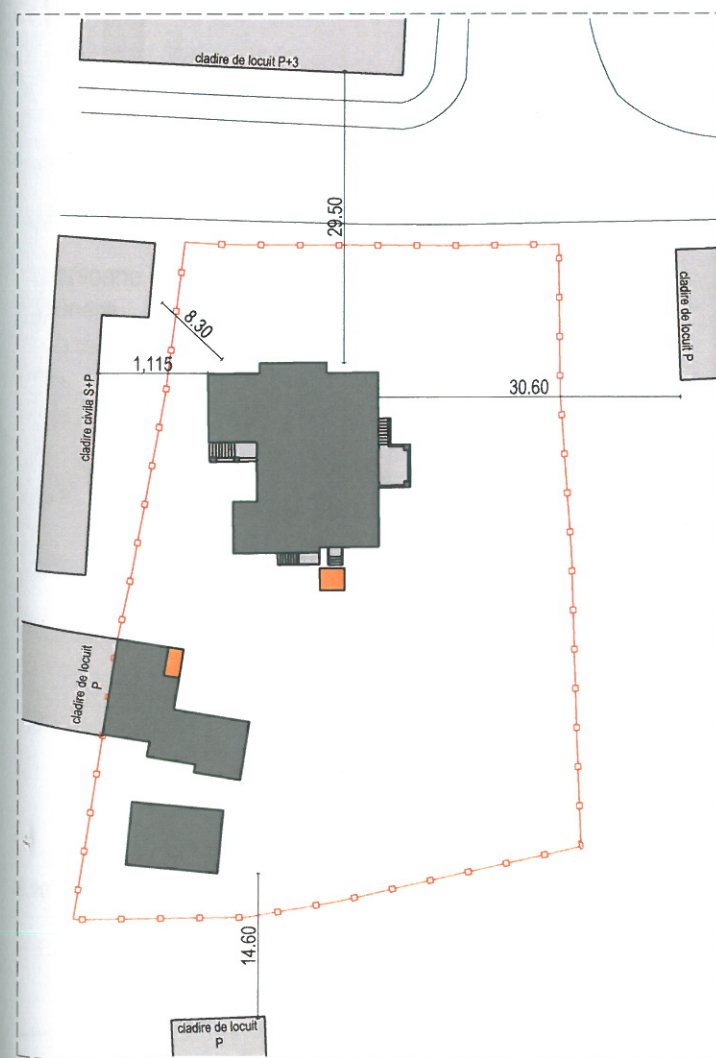 cladire de locuit P+3
29.50
8.30
1,115
cladire civila S+P
cladire de locuit P
30.60
cladire de locuit
P
14.60
cladire de locuit
P